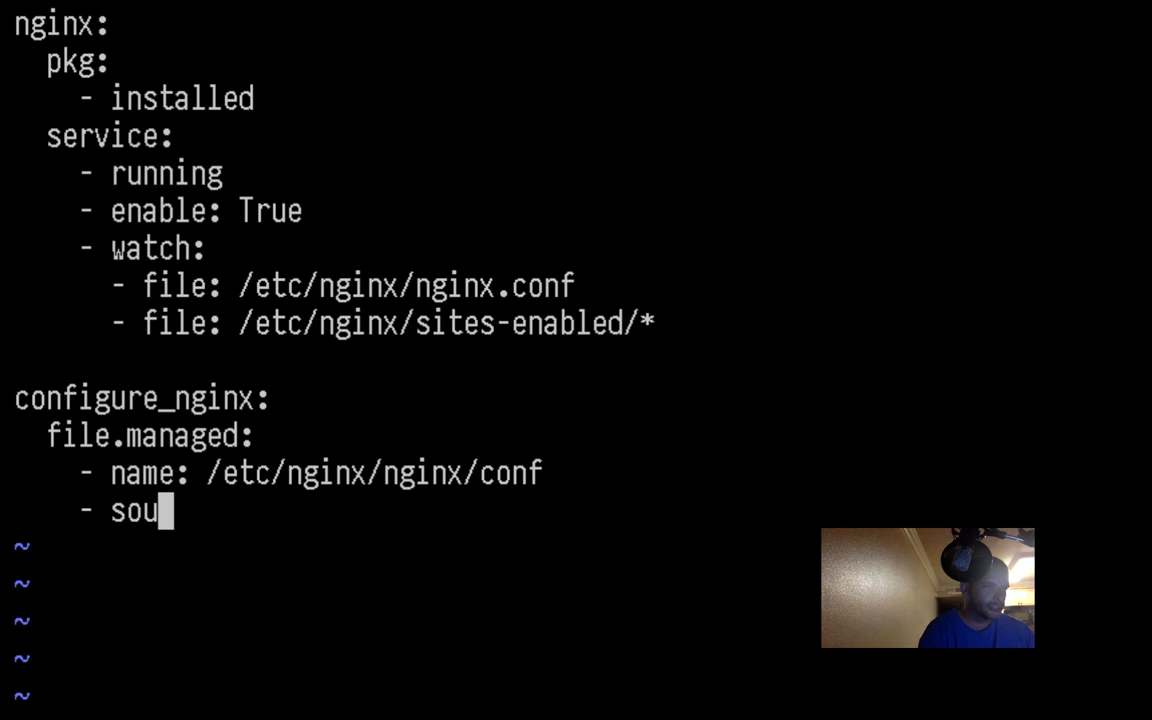 nginx:
pkg:
- installed
service:
- running
- enable: True
- watch:
- file: /etc/nginx/nginx.conf
- file: /etc/nginx/sites-enabled/*
configure_nginx:
file.managed:
- name: /etc/nginx/nginx/conf
- sou
~
~
~
~
~